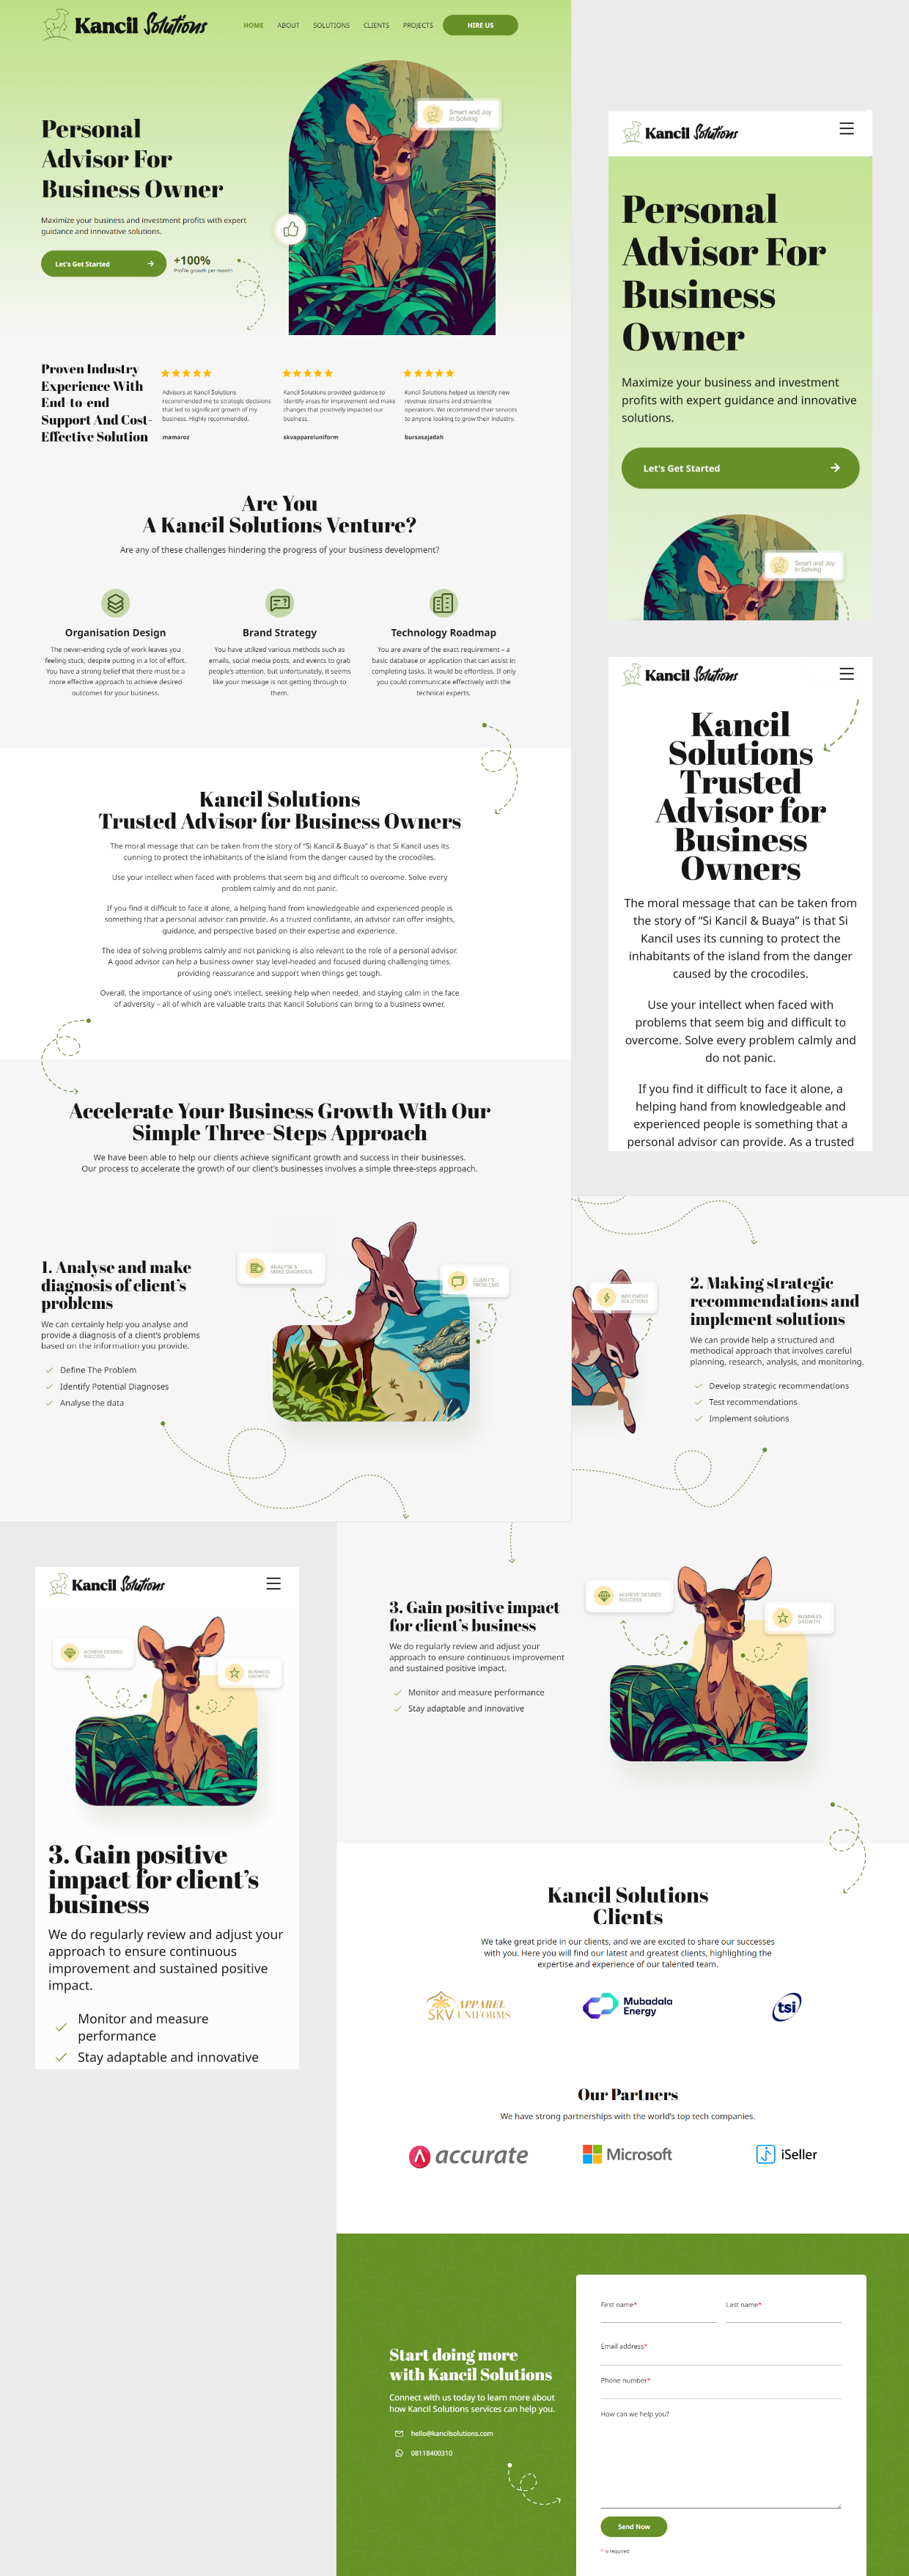 Kancil Solutions
HOME ABOUT SOLUTIONS CLIENTS PROJECTS HIRE US
Personal
Advisor For
Business Owner
Maximize your business and investment profits with expert
guidance and innovative solutions.
Let's Get Started
+100%
Profile growth per month
Smart and Joy
in Solving
Proven Industry
Experience With
End-to-end
Support And Cost-
Effective Solution
Advisors at Kancil Solutions
recommended me to strategic decisions
that led to significant growth of my
business. Highly recommended.
mamaroz
Kancil Solutions provided guidance to
identify areas for improvement and make
changes that positively impacted our
business.
skvappareluniform
Kancil Solutions helped us identify new
revenue streams and streamline
operations. We recommend their services
to anyone looking to grow their industry.
bursasajadah
Are You
A Kancil Solutions Venture?
Are any of these challenges hindering the progress of your business development?
Organisation Design
The never-ending cycle of work leaves you
feeling stuck, despite putting in a lot of effort.
You have a strong belief that there must be a
more effective approach to achieve desired
outcomes for your business.
Brand Strategy
You have utilized various methods such as
emails, social media posts, and events to grab
people's attention, but unfortunately, it seems
like your message is not getting through to
them.
Technology Roadmap
You are aware of the exact requirement – a
basic database or application that can assist in
completing tasks. It would be effortless. If only
you could communicate effectively with the
technical experts.
Kancil Solutions
Trusted Advisor for Business Owners
The moral message that can be taken from the story of “Si Kancil & Buaya” is that Si Kancil uses its
cunning to protect the inhabitants of the island from the danger caused by the crocodiles.
Use your intellect when faced with problems that seem big and difficult to overcome. Solve every
problem calmly and do not panic.
If you find it difficult to face it alone, a helping hand from knowledgeable and experienced people is
something that a personal advisor can provide. As a trusted confidante, an advisor can offer insights,
guidance, and perspective based on their expertise and experience.
The idea of solving problems calmly and not panicking is also relevant to the role of a personal advisor.
A good advisor can help a business owner stay level-headed and focused during challenging times,
providing reassurance and support when things get tough.
Overall, the importance of using one's intellect, seeking help when needed, and staying calm in the face
of adversity – all of which are valuable traits that Kancil Solutions can bring to a business owner.
Accelerate Your Business Growth With Our
Simple Three-Steps Approach
We have been able to help our clients achieve significant growth and success in their businesses.
Our process to accelerate the growth of our client's businesses involves a simple three-steps approach.
1. Analyse and make
diagnosis of client's
problems
We can certainly help you analyse and
provide a diagnosis of a client's problems
based on the information you provide.
Define The Problem
Identify Potential Diagnoses
Analyse the data
ANALYSE &
MAKE DIAGNOSIS
CLIENT'S
PROBLEMS
Kancil Solutions
Personal
Advisor For
Business
Owner
Maximize your business and investment
profits with expert guidance and innovative
solutions.
Let's Get Started
Smart and Joy
in Solving
Kancil Solutions
Kancil
Solutions
Trusted
Advisor for
Business
Owners
The moral message that can be taken from
the story of “Si Kancil & Buaya” is that Si
Kancil uses its cunning to protect the
inhabitants of the island from the danger
caused by the crocodiles.
Use your intellect when faced with
problems that seem big and difficult to
overcome. Solve every problem calmly and
do not panic.
If you find it difficult to face it alone, a
helping hand from knowledgeable and
experienced people is something that a
personal advisor can provide. As a trusted
IMPLEMENT
SOLUTIONS
2. Making strategic
recommendations and
implement solutions
We can provide help a structured and
methodical approach that involves careful
planning, research, analysis, and monitoring.
Develop strategic recommendations
Test recommendations
Implement solutions
Kancil Solutions
ACHIEVE DESIRED
SUCCESS
BUSINESS
GROWTH
3. Gain positive
impact for client's
business
We do regularly review and adjust your
approach to ensure continuous
improvement and sustained positive
impact.
Monitor and measure
performance
Stay adaptable and innovative
3. Gain positive impact
for client's business
We do regularly review and adjust your
approach to ensure continuous improvement
and sustained positive impact.
Monitor and measure performance
Stay adaptable and innovative
ACHIEVE DESIRED
SUCCESS
BUSINESS
GROWTH
Kancil Solutions
Clients
We take great pride in our clients, and we are excited to share our successes
with you. Here you will find our latest and greatest clients, highlighting the
expertise and experience of our talented team.
SKV APPAREL
UNIFORMS
Mubadala
Energy
tsi
Our Partners
We have strong partnerships with the world's top tech companies.
accurate
Microsoft
iSeller
Start doing more
with Kancil Solutions
Connect with us today to learn more about
how Kancil Solutions services can help you.
hello@kancilsolutions.com
08118400310
First name* Last name*
Email address*
Phone number*
How can we help you?
Send Now
* is required